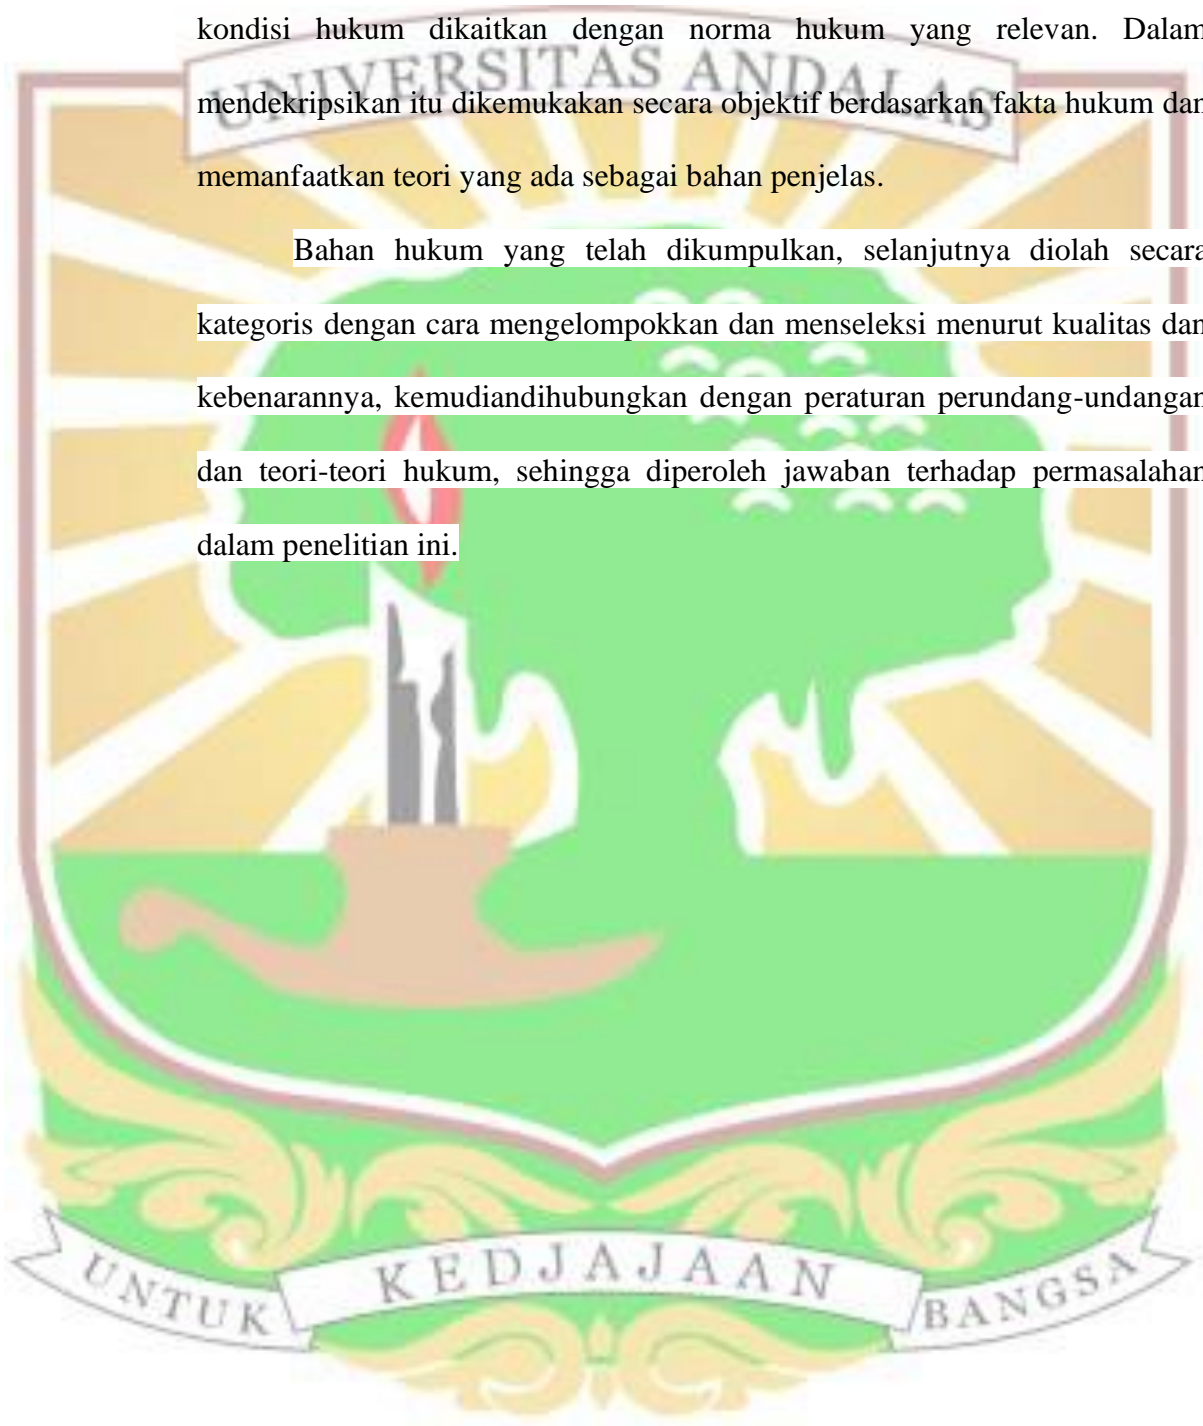 kondisi hukum dikaitkan dengan norma hukum yang relevan. Dalam
UNIVERSITAS ANDALAS
mendekripsikan itu dikemukakan secara objektif berdasarkan fakta hukum dan
memanfaatkan teori yang ada sebagai bahan penjelas.
Bahan hukum yang telah dikumpulkan, selanjutnya diolah secara
kategoris dengan cara mengelompokkan dan menseleksi menurut kualitas dan
kebenarannya, kemudiandihubungkan dengan peraturan perundang-undangan
dan teori-teori hukum, sehingga diperoleh jawaban terhadap permasalahan
dalam penelitian ini.
UNTUK KEDJAJAAN BANGSA